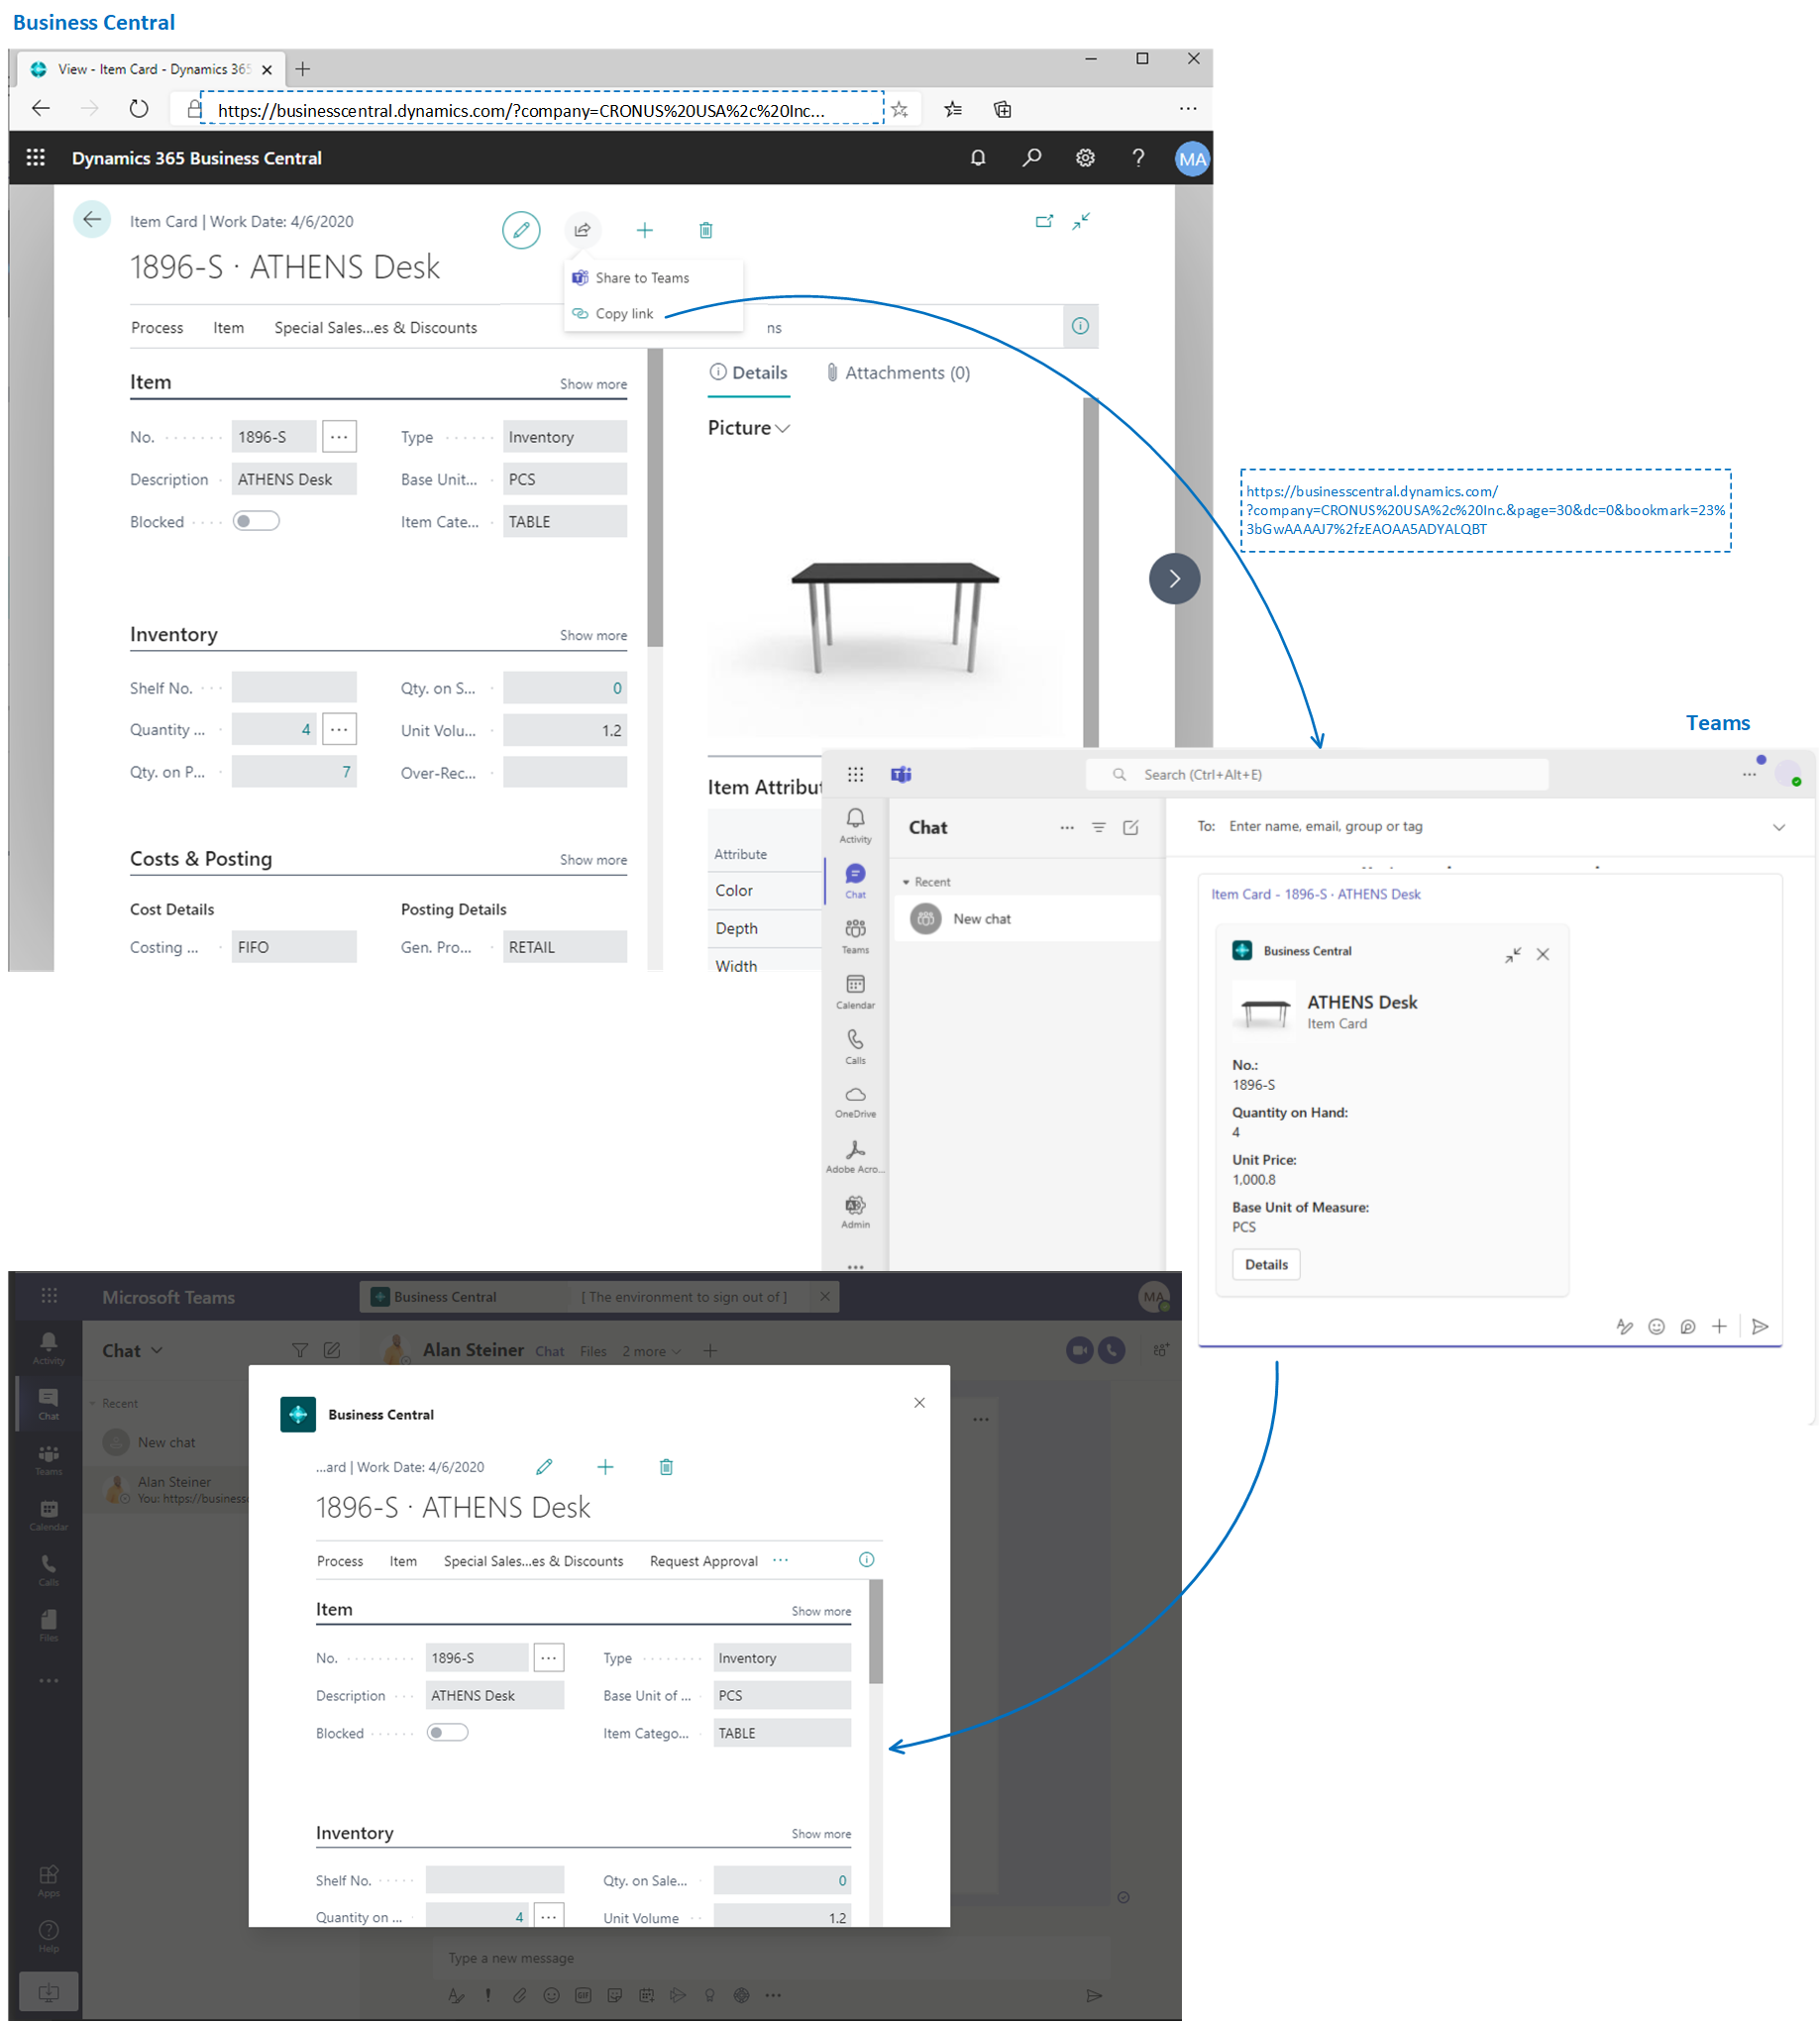 Business Central
View - Item Card - Dynamics 365
https://businesscentral.dynamics.com/?company=CRONUS%20USA%2c%20Inc...
Dynamics 365 Business Central
MA
Item Card | Work Date: 4/6/2020
1896-S · ATHENS Desk
Share to Teams
Copy link
Process Item Special Sales...es & Discounts ns
Details Attachments (0)
Item Show more
Picture
No. 1896-S ... Type Inventory
Description ATHENS Desk Base Unit... PCS
Blocked Item Cate... TABLE
https://businesscentral.dynamics.com/
?company=CRONUS%20USA%2c%20Inc.&page=30&dc=0&bookmark=23%
3bGwAAAAJ7%2fzEAOAA5ADYALQBT
Inventory Show more
Shelf No. Qty. on S... 0
Quantity ... 4 ... Unit Volu... 1.2
Qty. on P... 7 Over-Rec...
Item Attribut
Attribute
Color
Depth
Width
Costs & Posting Show more
Cost Details Posting Details
Costing ... FIFO Gen. Pro... RETAIL
Teams
Search (Ctrl+Alt+E)
Activity
Chat
Teams
Calendar
Calls
OneDrive
Adobe Acro...
Admin
Chat
Recent
New chat
To: Enter name, email, group or tag
Item Card - 1896-S · ATHENS Desk
Business Central
ATHENS Desk
Item Card
No.:
1896-S
Quantity on Hand:
4
Unit Price:
1,000.8
Base Unit of Measure:
PCS
Details
Microsoft Teams
Business Central [ The environment to sign out of ]
MA
Activity
Chat
Teams
Calendar
Calls
Files
Apps
Help
Chat
Recent
New chat
Alan Steiner
You: https://business
Alan Steiner Chat Files 2 more
Business Central
...ard | Work Date: 4/6/2020
1896-S · ATHENS Desk
Process Item Special Sales...es & Discounts Request Approval ...
Item Show more
No. 1896-S ... Type Inventory
Description ATHENS Desk Base Unit of ... PCS
Blocked Item Catego... TABLE
Inventory Show more
Shelf No. Qty. on Sale... 0
Quantity on ... 4 ... Unit Volume 1.2
Type a new message
GIF